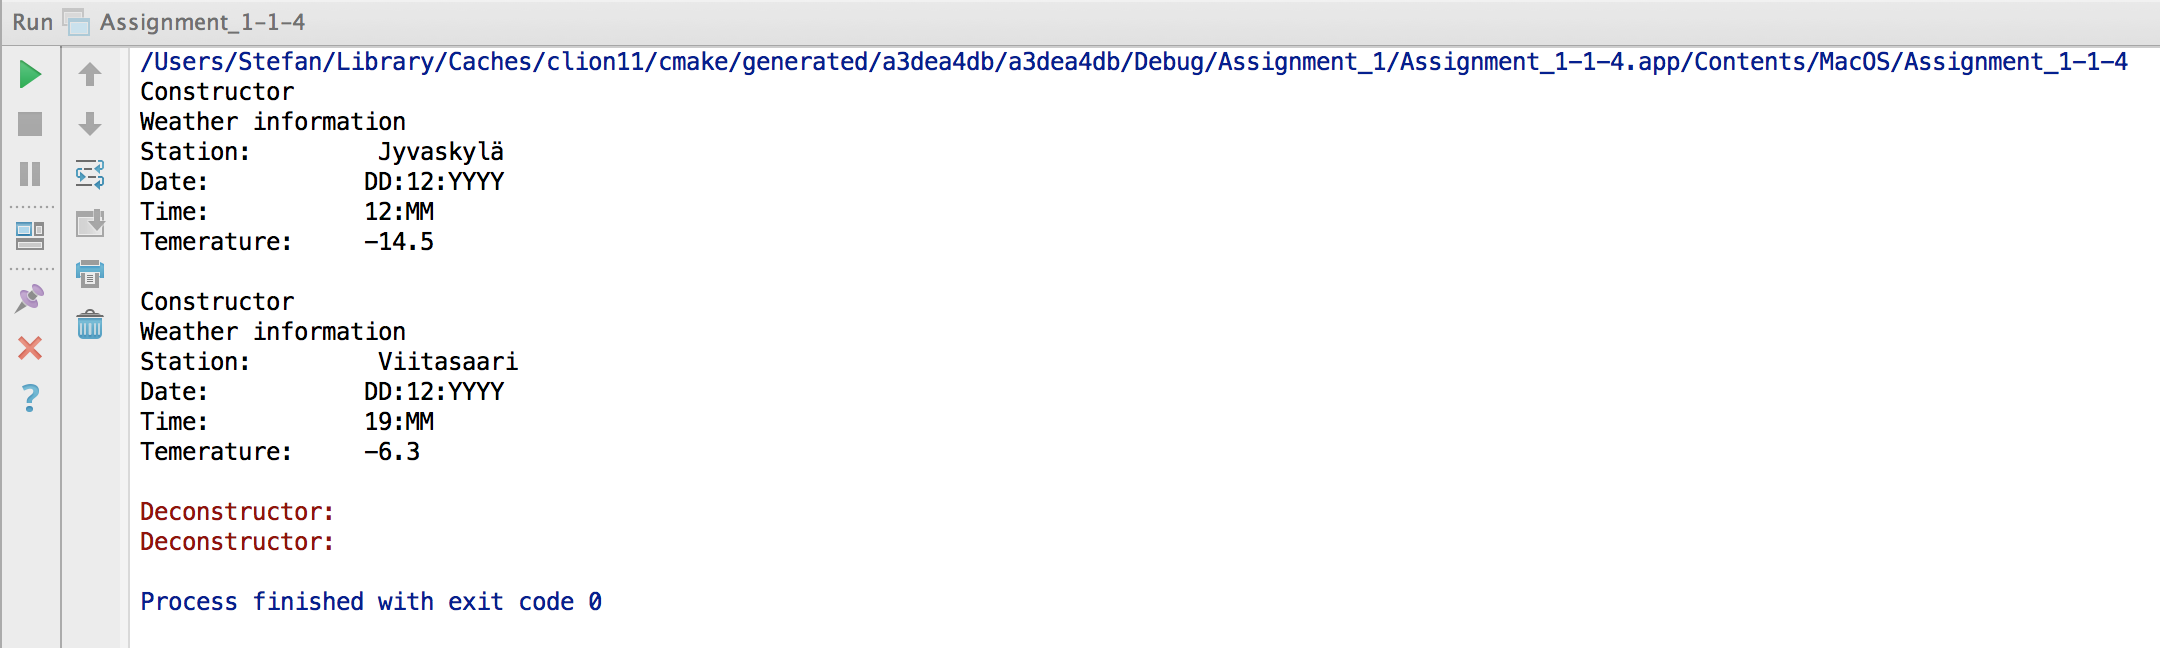 Run Assignment_1-1-4
/Users/Stefan/Library/Caches/clion11/cmake/generated/a3dea4db/a3dea4db/Debug/Assignment_1/Assignment_1-1-4.app/Contents/MacOS/Assignment_1-1-4
Constructor
Weather information
Station:         Jyvaskylä
Date:           DD:12:YYYY
Time:           12:MM
Temerature:     -14.5

Constructor
Weather information
Station:         Viitasaari
Date:           DD:12:YYYY
Time:           19:MM
Temerature:     -6.3

Deconstructor:
Deconstructor:

Process finished with exit code 0